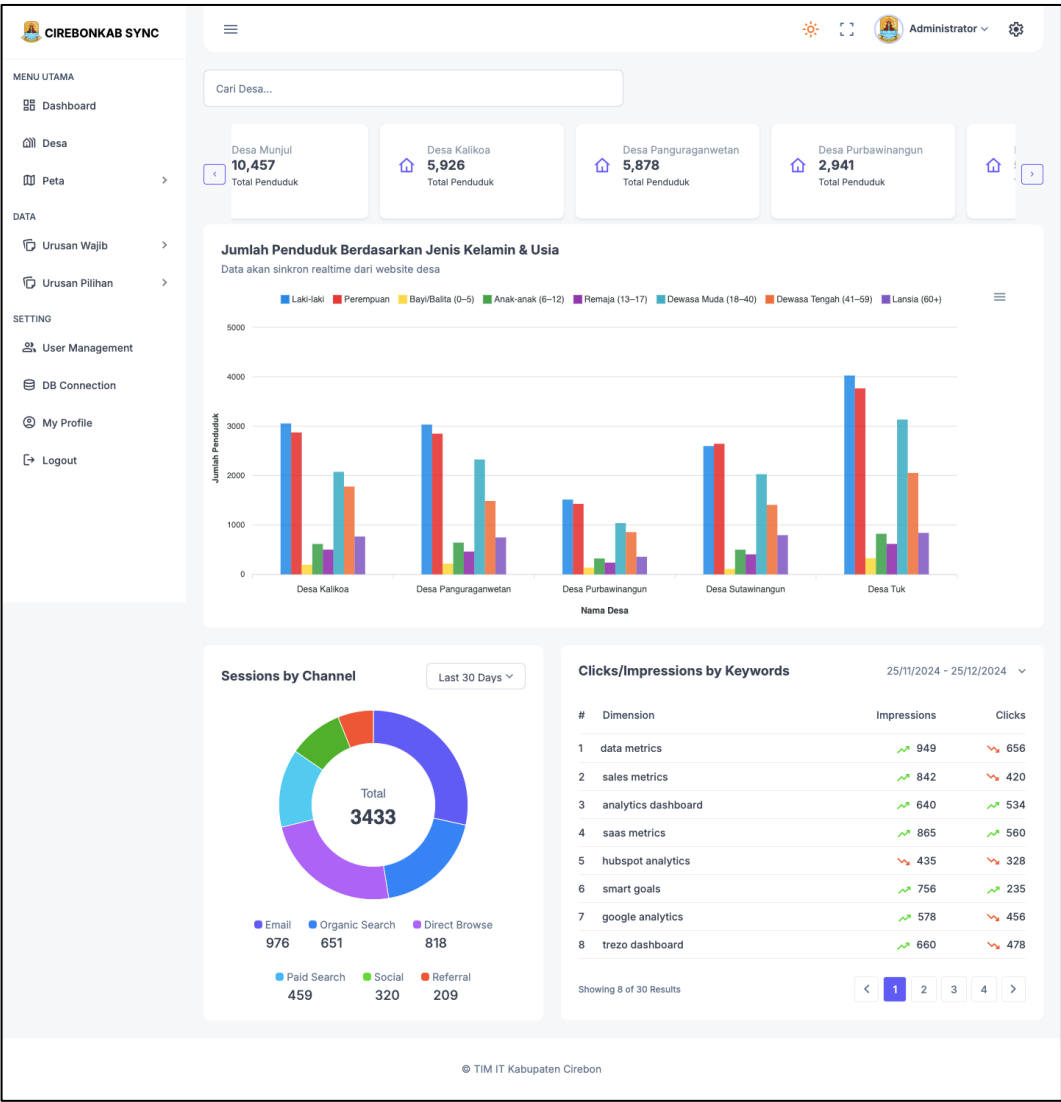 CIREBONKAB SYNC
Administrator
MENU UTAMA
Dashboard
Desa
Peta
DATA
Urusan Wajib
Urusan Pilihan
SETTING
User Management
DB Connection
My Profile
Logout
Cari Desa...
Desa Munjul
10,457
Total Penduduk
Desa Kalikoa
5,926
Total Penduduk
Desa Panguraganwetan
5,878
Total Penduduk
Desa Purbawinangun
2,941
Total Penduduk
Jumlah Penduduk Berdasarkan Jenis Kelamin & Usia
Data akan sinkron realtime dari website desa
Laki-laki Perempuan Bayi/Balita (0–5) Anak-anak (6–12) Remaja (13–17) Dewasa Muda (18–40) Dewasa Tengah (41–59) Lansia (60+)
Jumlah Penduduk
5000
4000
3000
2000
1000
0
Desa Kalikoa Desa Panguraganwetan Desa Purbawinangun Desa Sutawinangun Desa Tuk
Nama Desa
Sessions by Channel
Last 30 Days
Total
3433
Email Organic Search Direct Browse
976 651 818
Paid Search Social Referral
459 320 209
Clicks/Impressions by Keywords
25/11/2024 - 25/12/2024
# Dimension Impressions Clicks
1 data metrics 949 656
2 sales metrics 842 420
3 analytics dashboard 640 534
4 saas metrics 865 560
5 hubspot analytics 435 328
6 smart goals 756 235
7 google analytics 578 456
8 trezo dashboard 660 478
Showing 8 of 30 Results
1 2 3 4
© TIM IT Kabupaten Cirebon